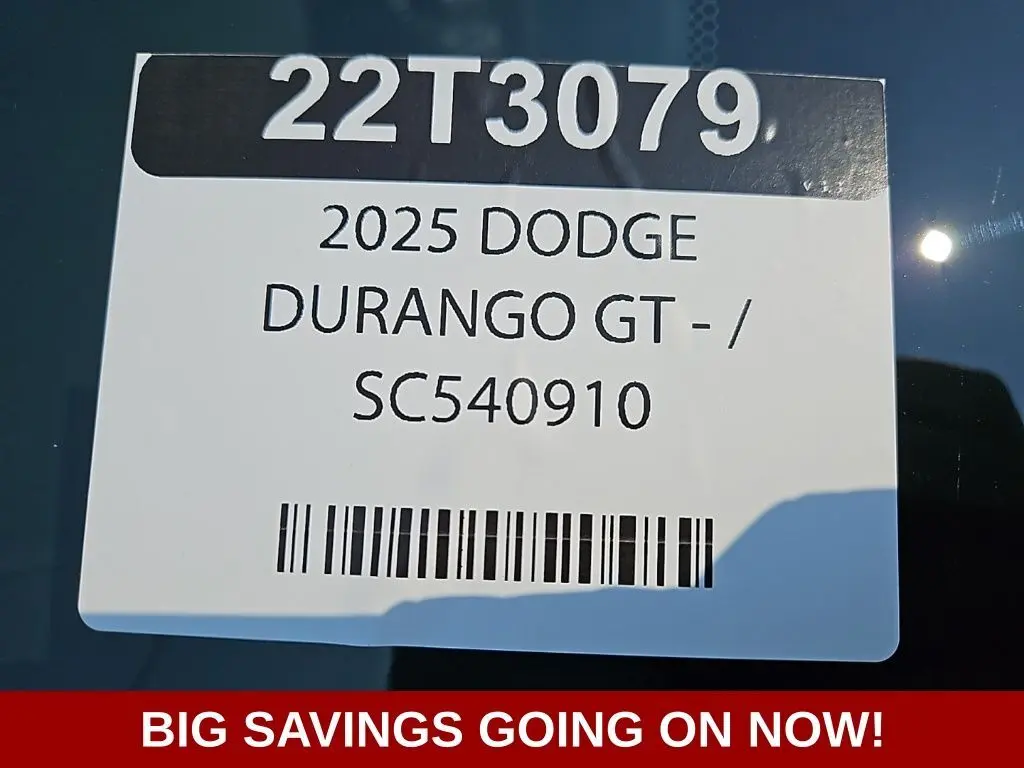 22T3079
2025 DODGE
DURANGO GT - /
SC540910
BIG SAVINGS GOING ON NOW!